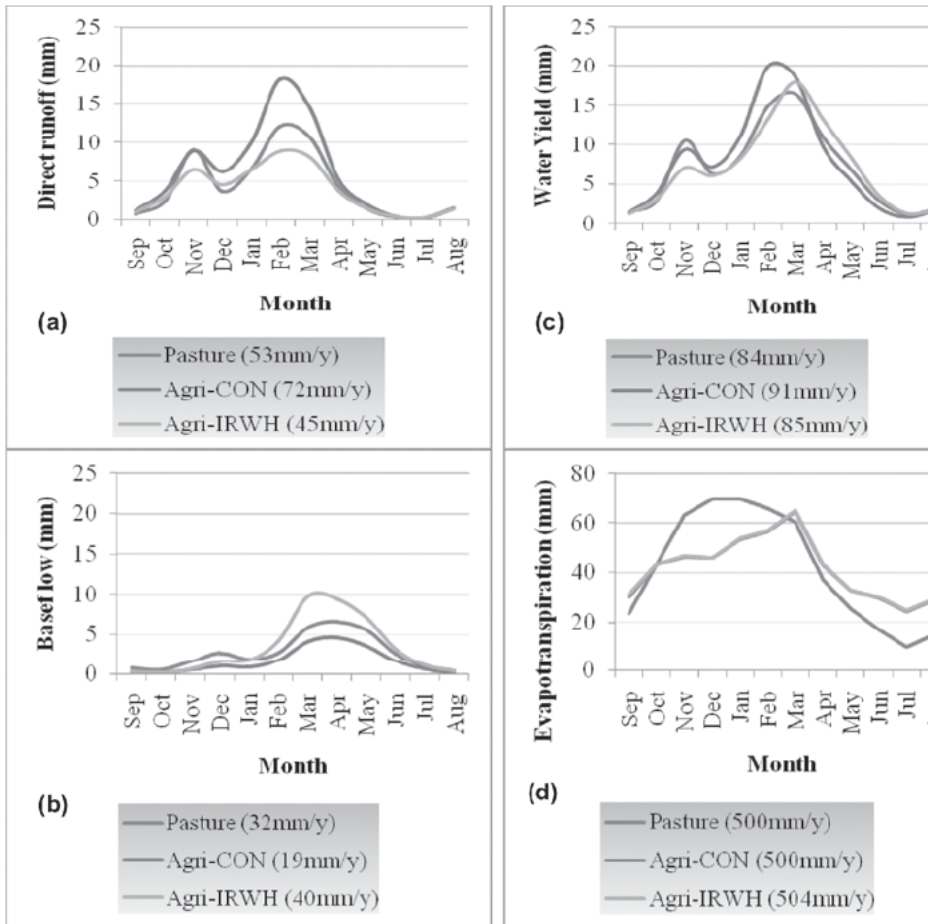 25
20
15
10
5
0
Direct runoff (mm)
Sep Oct Nov Dec Jan Feb Mar Apr May Jun Jul Aug
Month
(a)
Pasture (53mm/y)
Agri-CON (72mm/y)
Agri-IRWH (45mm/y)
25
20
15
10
5
0
Water Yield (mm)
Sep Oct Nov Dec Jan Feb Mar Apr May Jun Jul
Month
(c)
Pasture (84mm/y)
Agri-CON (91mm/y)
Agri-IRWH (85mm/y)
25
20
15
10
5
0
Basef low (mm)
Sep Oct Nov Dec Jan Feb Mar Apr May Jun Jul Aug
Month
(b)
Pasture (32mm/y)
Agri-CON (19mm/y)
Agri-IRWH (40mm/y)
80
60
40
20
0
Evapotranspiration (mm)
Sep Oct Nov Dec Jan Feb Mar Apr May Jun Jul
Month
(d)
Pasture (500mm/y)
Agri-CON (500mm/y)
Agri-IRWH (504mm/y)